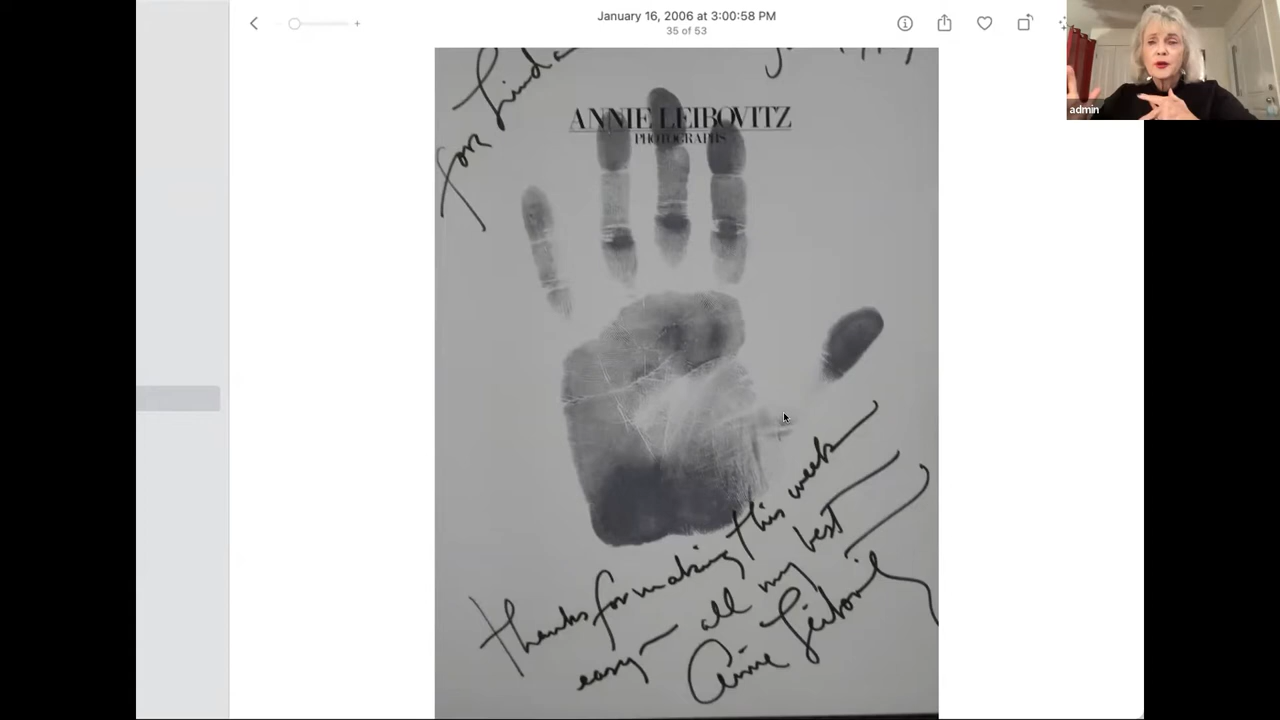 January 16, 2006 at 3:00:58 PM
35 of 53
admin
for Linda
ANNIE LEIBOVITZ
PHOTOGRAPHS
thanks for making this week
easy — all my best
Annie Leibovitz